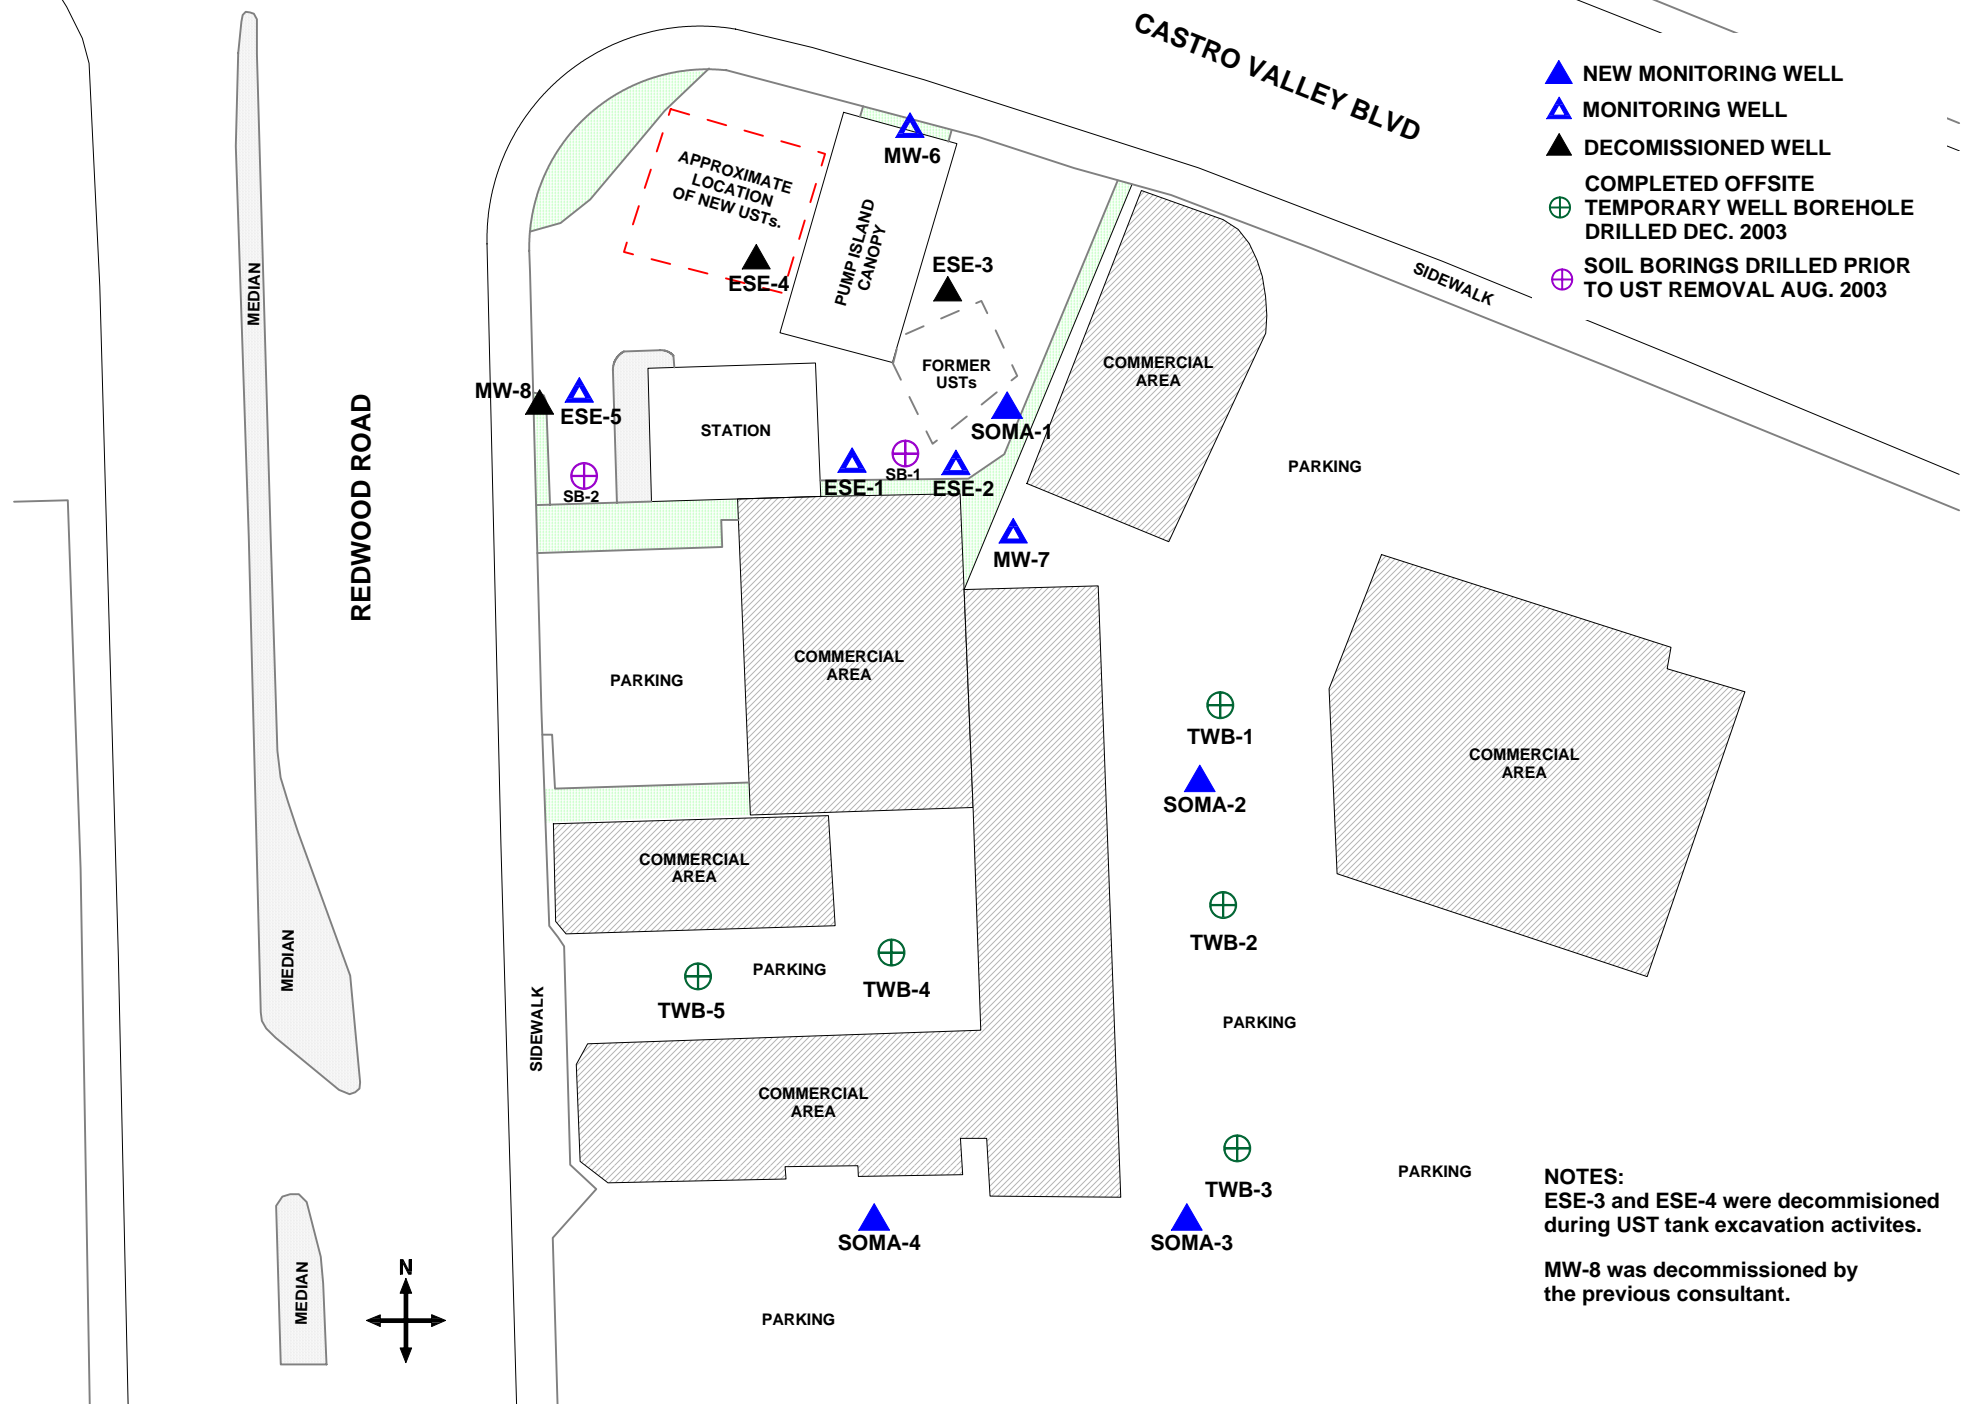 CASTRO VALLEY BLVD
NEW MONITORING WELL
MONITORING WELL
DECOMISSIONED WELL
COMPLETED OFFSITE
TEMPORARY WELL BOREHOLE
DRILLED DEC. 2003
SOIL BORINGS DRILLED PRIOR
TO UST REMOVAL AUG. 2003
SIDEWALK
MW-6
APPROXIMATE
LOCATION
OF NEW USTs.
PUMP ISLAND
CANOPY
ESE-3
ESE-4
MEDIAN
FORMER
USTs
COMMERCIAL
AREA
MW-8
ESE-5
STATION
SOMA-1
REDWOOD ROAD
PARKING
SB-1
SB-2
ESE-1
ESE-2
MW-7
PARKING
COMMERCIAL
AREA
TWB-1
COMMERCIAL
AREA
SOMA-2
COMMERCIAL
AREA
TWB-2
MEDIAN
PARKING
TWB-4
TWB-5
SIDEWALK
PARKING
COMMERCIAL
AREA
TWB-3
PARKING
SOMA-4
SOMA-3
MEDIAN
N
PARKING
NOTES:
ESE-3 and ESE-4 were decommisioned
during UST tank excavation activites.
MW-8 was decommissioned by
the previous consultant.